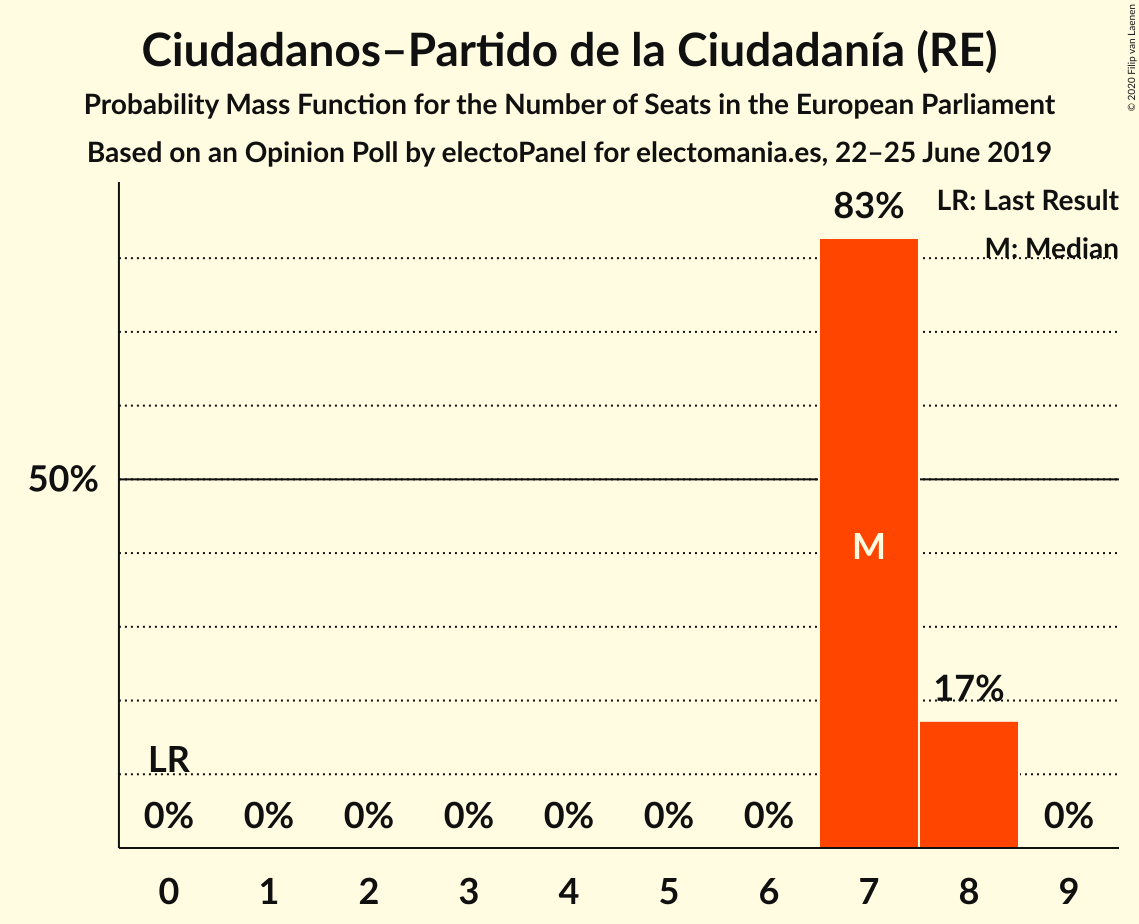 Ciudadanos–Partido de la Ciudadanía (RE)
Probability Mass Function for the Number of Seats in the European Parliament
Based on an Opinion Poll by electoPanel for electomania.es, 22–25 June 2019
© 2020 Filip van Laenen
LR: Last Result
M: Median
83%
50%
M
17%
LR
0% 0% 0% 0% 0% 0% 0% 0%
0 1 2 3 4 5 6 7 8 9